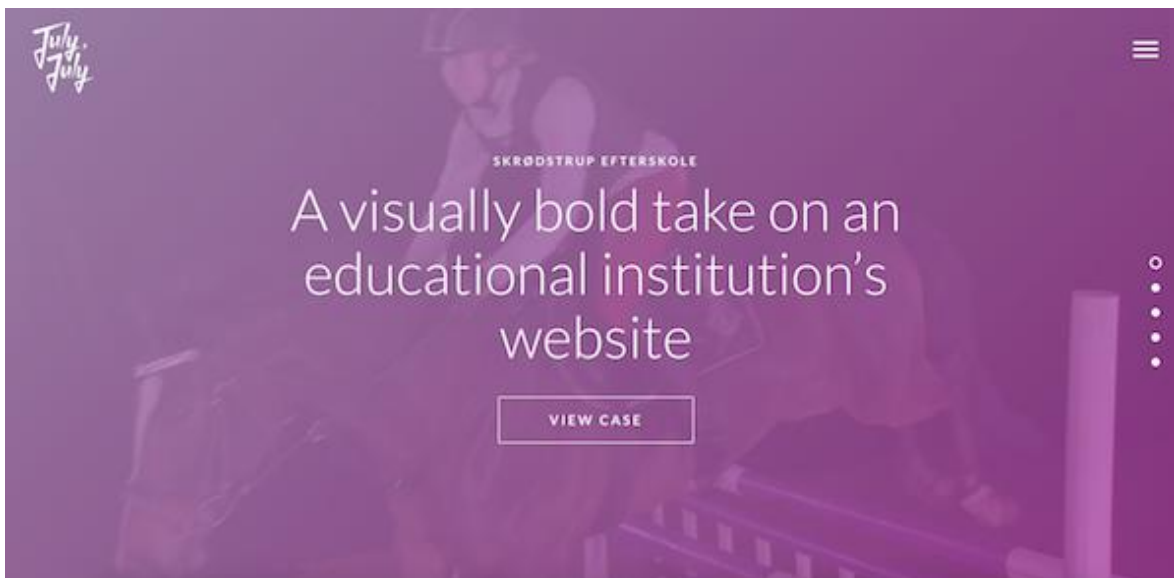 July,
July
SKRØDSTRUP EFTERSKOLE
A visually bold take on an
educational institution’s
website
VIEW CASE